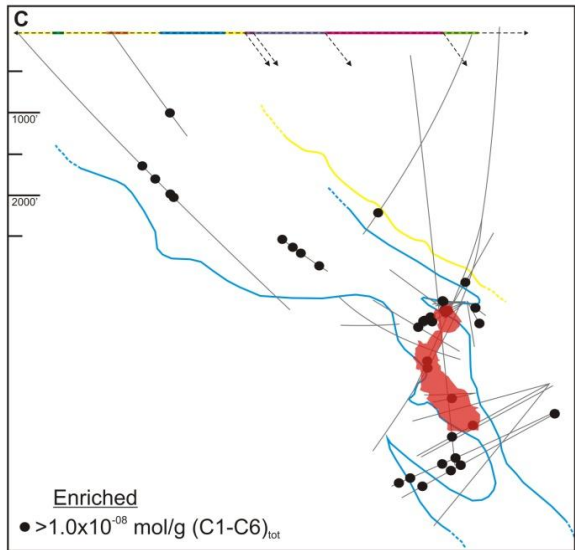 C
1000'
2000'
Enriched
>1.0x10⁻⁰⁸ mol/g (C1-C6)tot